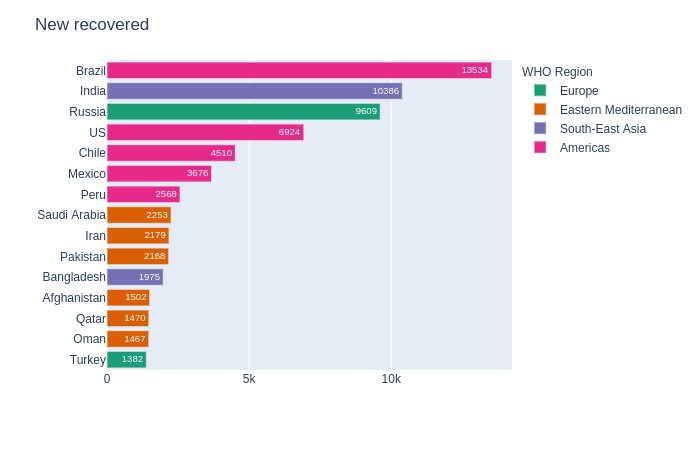 New recovered
Brazil 13534
India 10386
Russia 9609
US 6924
Chile 4510
Mexico 3676
Peru 2568
Saudi Arabia 2253
Iran 2179
Pakistan 2168
Bangladesh 1975
Afghanistan 1502
Qatar 1470
Oman 1467
Turkey 1382
0 5k 10k
WHO Region
Europe
Eastern Mediterranean
South-East Asia
Americas